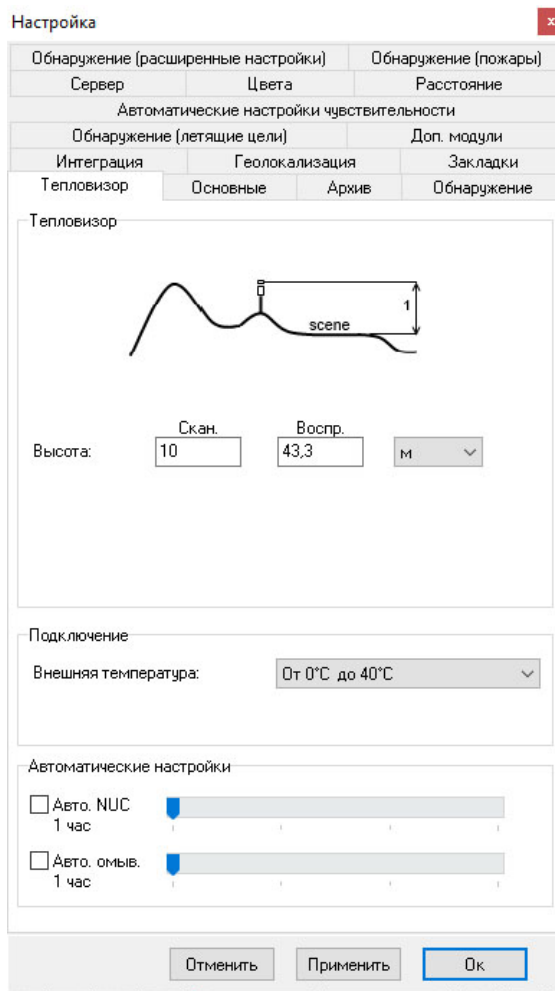 Настройка
x
Обнаружение (расширенные настройки) Обнаружение (пожары)
Сервер Цвета Расстояние
Автоматические настройки чувствительности
Обнаружение (летящие цели) Доп. модули
Интеграция Геолокализация Закладки
Тепловизор Основные Архив Обнаружение
Тепловизор
1
scene
Скан. Воспр.
Высота: 10 43,3 м
Подключение
Внешняя температура: От 0°C до 40°C
Автоматические настройки
Авто. NUC
1 час
Авто. омыв.
1 час
Отменить Применить Ок